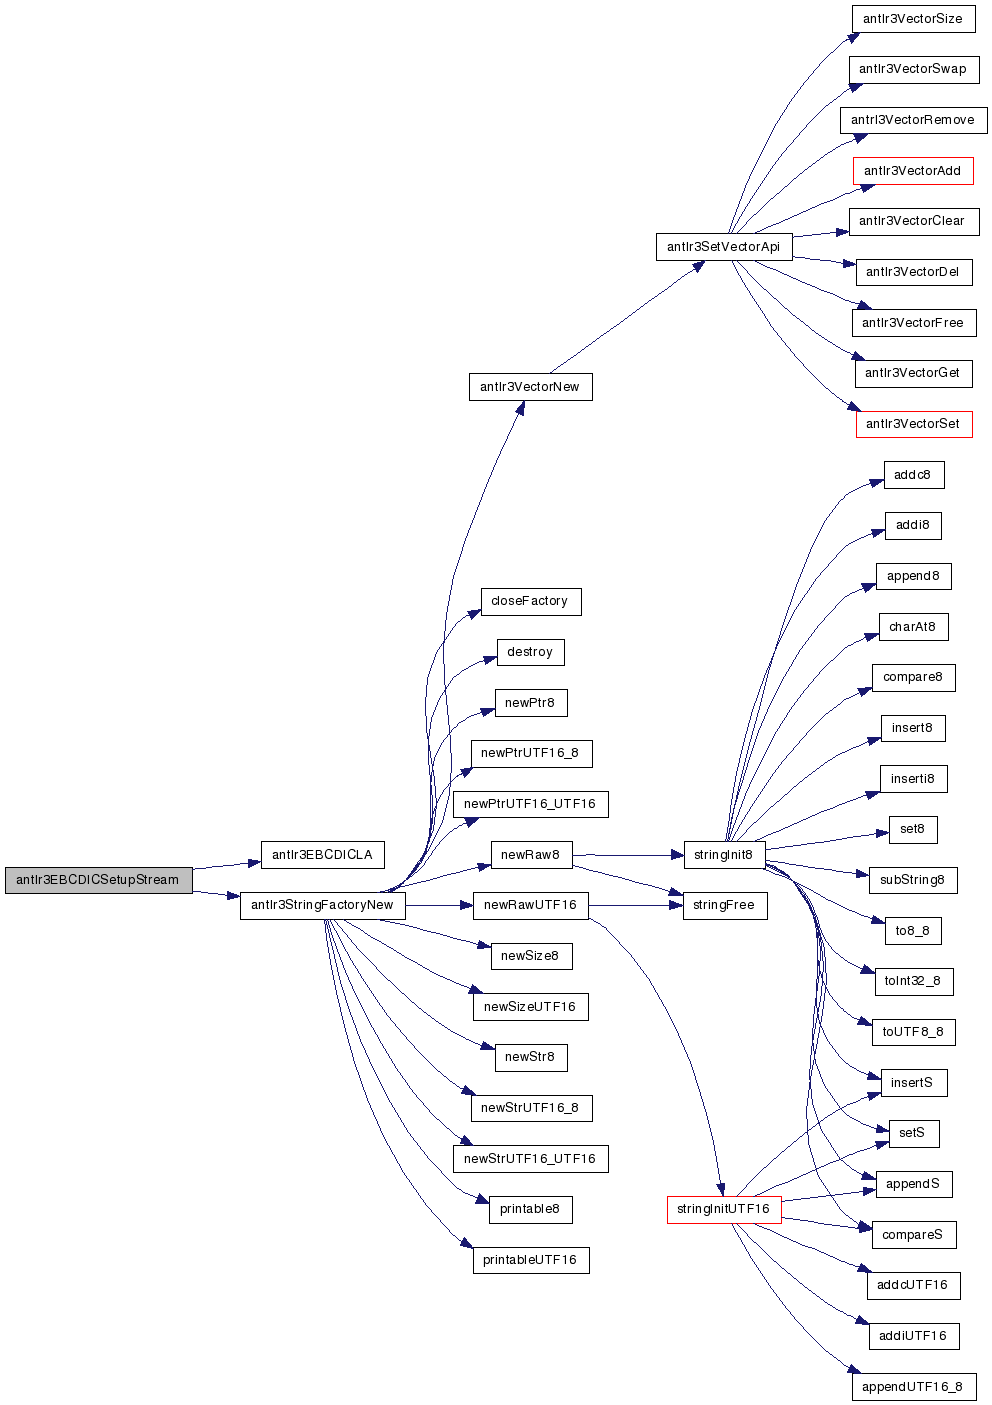 antlr3VectorSize
antlr3VectorSwap
antrl3VectorRemove
antlr3VectorAdd
antlr3VectorClear
antlr3SetVectorApi
antlr3VectorDel
antlr3VectorFree
antlr3VectorGet
antlr3VectorNew
antlr3VectorSet
addc8
addi8
append8
closeFactory
charAt8
destroy
compare8
newPtr8
insert8
newPtrUTF16_8
inserti8
newPtrUTF16_UTF16
set8
antlr3EBCDICLA
newRaw8
stringInit8
antlr3EBCDICSetupStream
subString8
antlr3StringFactoryNew
newRawUTF16
stringFree
to8_8
newSize8
toInt32_8
newSizeUTF16
toUTF8_8
newStr8
insertS
newStrUTF16_8
setS
newStrUTF16_UTF16
appendS
printable8
stringInitUTF16
compareS
printableUTF16
addcUTF16
addiUTF16
appendUTF16_8